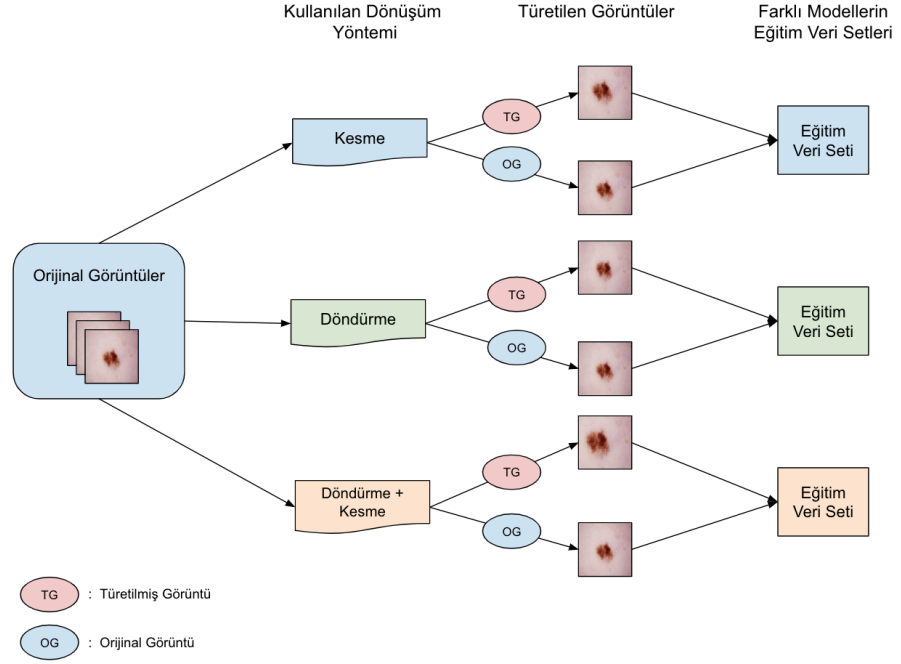 Kullanılan Dönüşüm
Yöntemi
Türetilen Görüntüler
Farklı Modellerin
Eğitim Veri Setleri
Kesme
TG
OG
Eğitim
Veri Seti
Orijinal Görüntüler
Döndürme
TG
OG
Eğitim
Veri Seti
Döndürme +
Kesme
TG
OG
Eğitim
Veri Seti
TG : Türetilmiş Görüntü
OG : Orijinal Görüntü